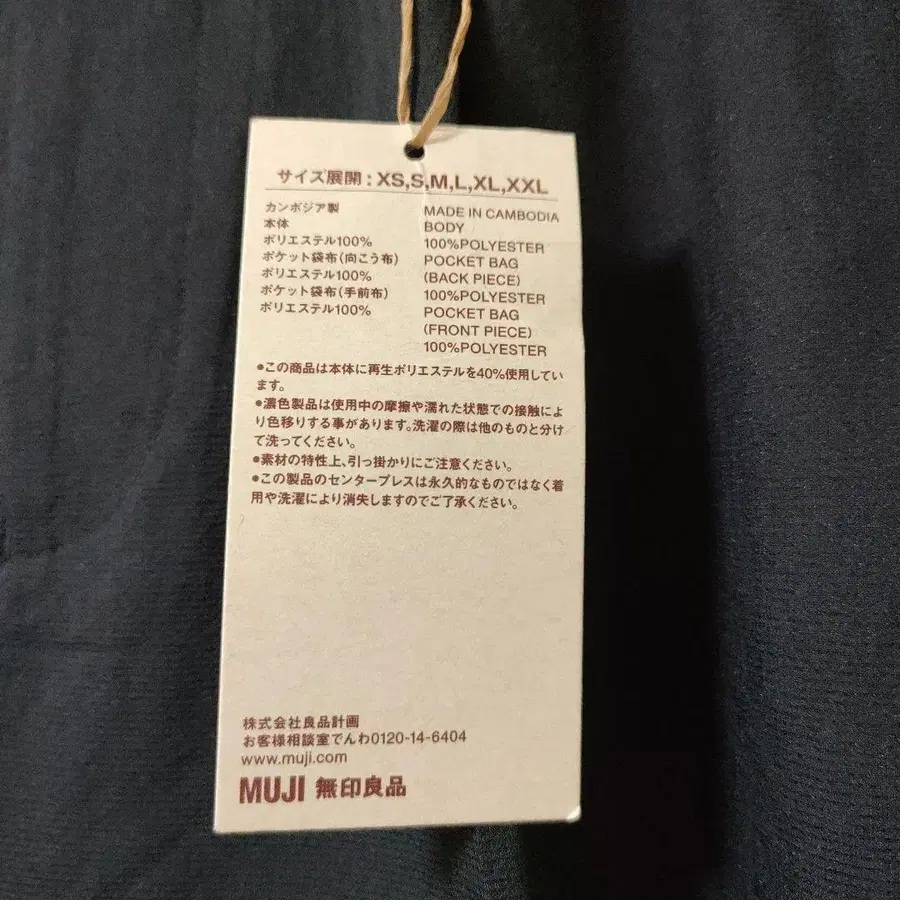 サイズ展開：XS,S,M,L,XL,XXL
カンボジア製
本体
ポリエステル100%
ポケット袋布(向こう布)
ポリエステル100%
ポケット袋布(手前布)
ポリエステル100%
MADE IN CAMBODIA
BODY
100%POLYESTER
POCKET BAG
(BACK PIECE)
100%POLYESTER
POCKET BAG
(FRONT PIECE)
100%POLYESTER
●この商品は本体に再生ポリエステルを40%使用してい
ます。
●濃色製品は使用中の摩擦や濡れた状態での接触によ
り色移りする事があります。洗濯の際は他のものと分け
て洗ってください。
●素材の特性上、引っ掛かりにご注意ください。
●この製品のセンタープレスは永久的なものではなく着
用や洗濯により消失しますのでご了承ください。
株式会社良品計画
お客様相談室でんわ0120-14-6404
www.muji.com
MUJI 無印良品